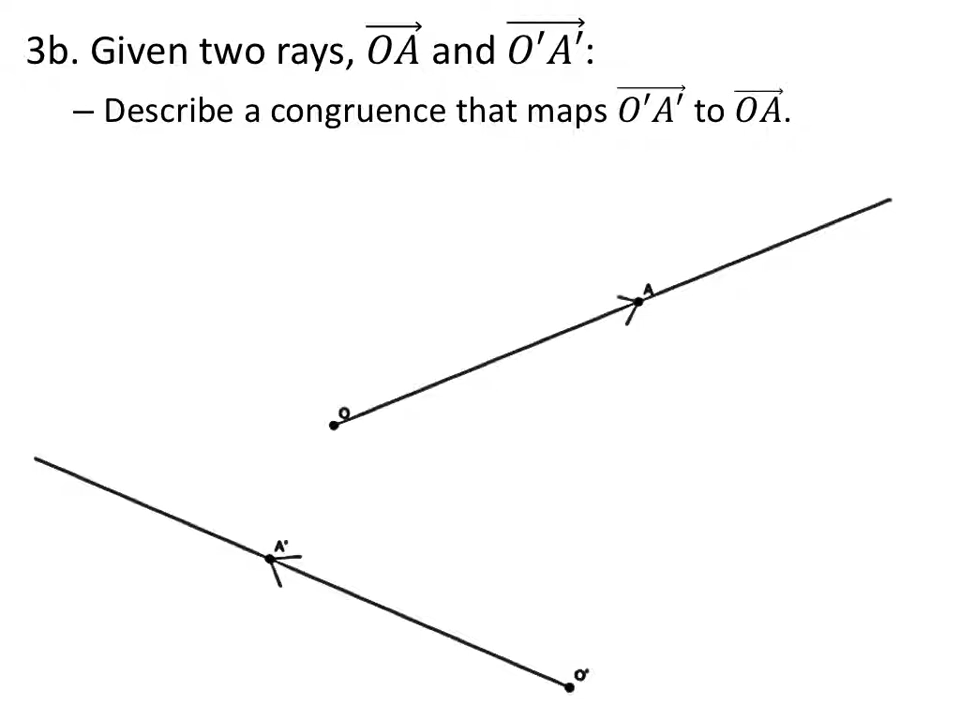 3b. Given two rays, $\overrightarrow{OA}$ and $\overrightarrow{O'A'}$:
– Describe a congruence that maps $\overrightarrow{O'A'}$ to $\overrightarrow{OA}$.
A
O
A'
O'